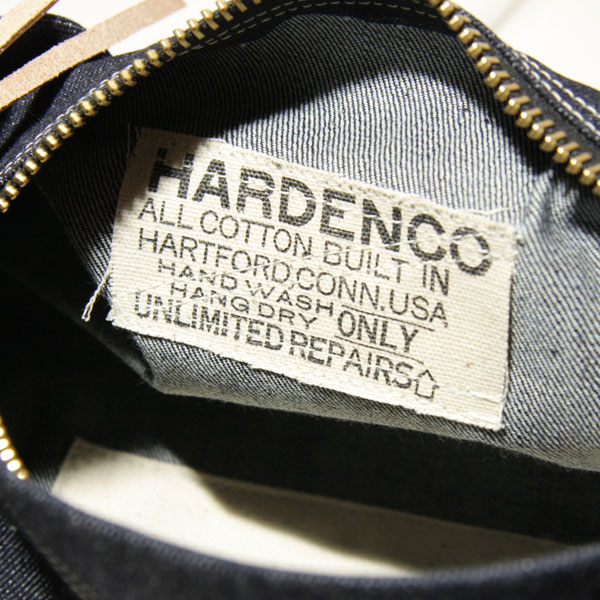 HARDENCO
ALL COTTON BUILT IN
HARTFORD.CONN.USA
HAND WASH
HANG DRY ONLY
UNLIMITED REPAIRS